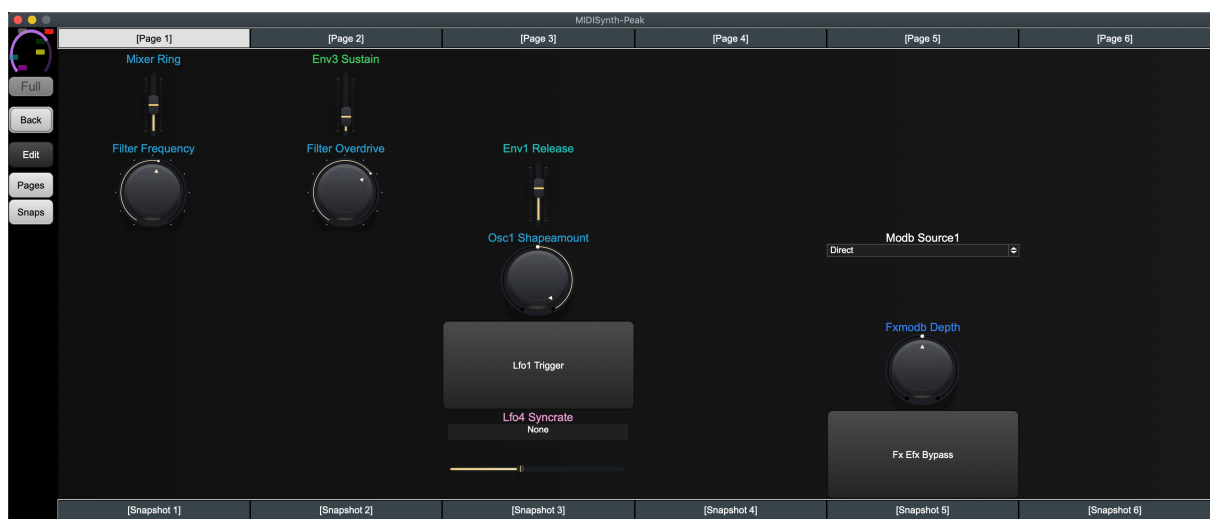 MIDISynth-Peak
[Page 1] [Page 2] [Page 3] [Page 4] [Page 5] [Page 6]
Full
Back
Edit
Pages
Snaps
Mixer Ring Env3 Sustain
Filter Frequency Filter Overdrive Env1 Release
Osc1 Shapeamount Modb Source1
Direct
Fxmodb Depth
Lfo1 Trigger
Lfo4 Syncrate
None
Fx Efx Bypass
[Snapshot 1] [Snapshot 2] [Snapshot 3] [Snapshot 4] [Snapshot 5] [Snapshot 6]